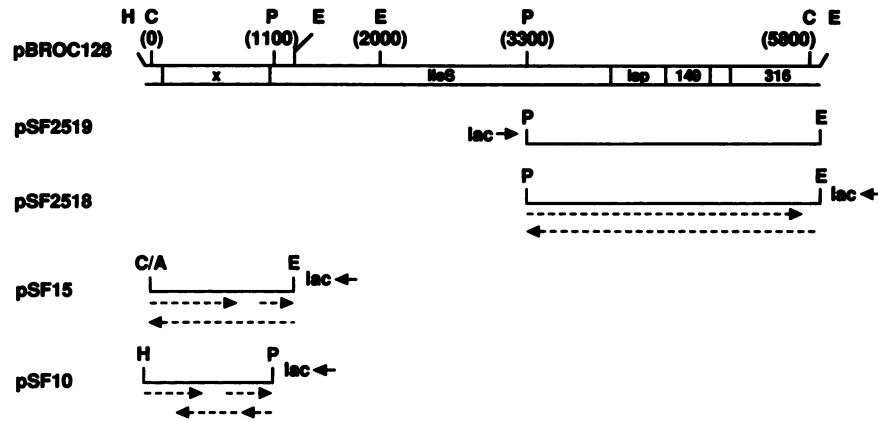 H C P E E P C E
(0) (1100) (2000) (3300) (5800)
pBROC128
x ileS lsp 149 316
P E
pSF2519 lac
P E
pSF2518 lac
C/A E
pSF15 lac
H P
pSF10 lac